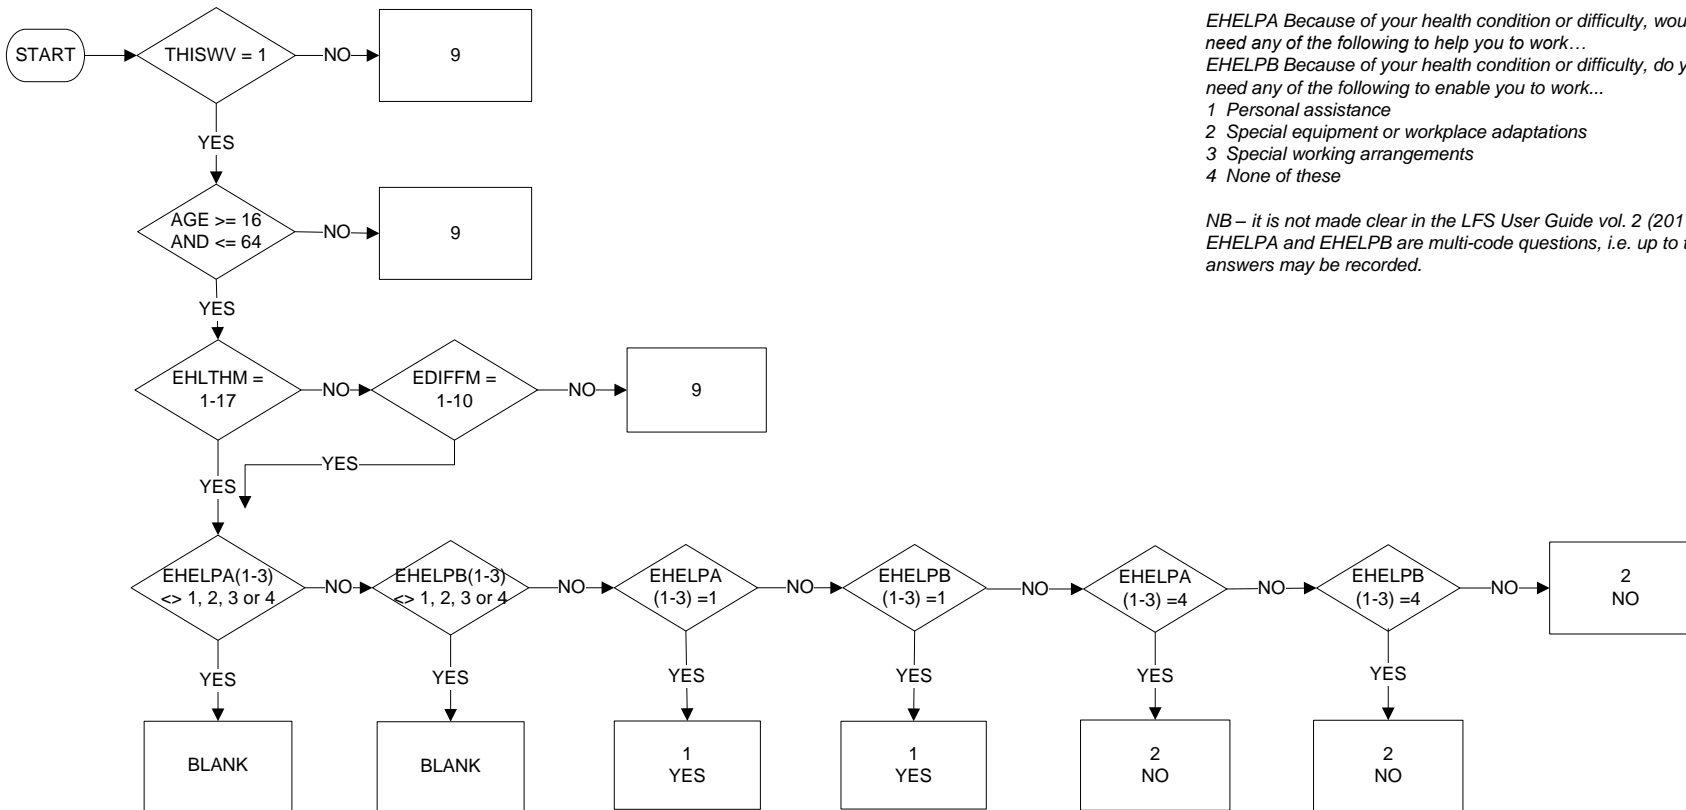 START
THISWV = 1
NO
9
YES
AGE >= 16
AND <= 64
NO
9
YES
EHLTHM =
1-17
NO
EDIFFM =
1-10
NO
9
YES
YES
EHELPA(1-3)
<> 1, 2, 3 or 4
NO
EHELPB(1-3)
<> 1, 2, 3 or 4
NO
EHELPA
(1-3) =1
NO
EHELPB
(1-3) =1
NO
EHELPA
(1-3) =4
NO
EHELPB
(1-3) =4
NO
2
NO
YES
YES
YES
YES
YES
YES
BLANK
BLANK
1
YES
1
YES
2
NO
2
NO
EHELPA Because of your health condition or difficulty,
need any of the following to help you to work…
EHELPB Because of your health condition or difficulty, do
need any of the following to enable you to work...
1 Personal assistance
2 Special equipment or workplace adaptations
3 Special working arrangements
4 None of these
NB – it is not made clear in the LFS User Guide vol. 2
EHELPA and EHELPB are multi-code questions, i.e. up to
answers may be recorded.